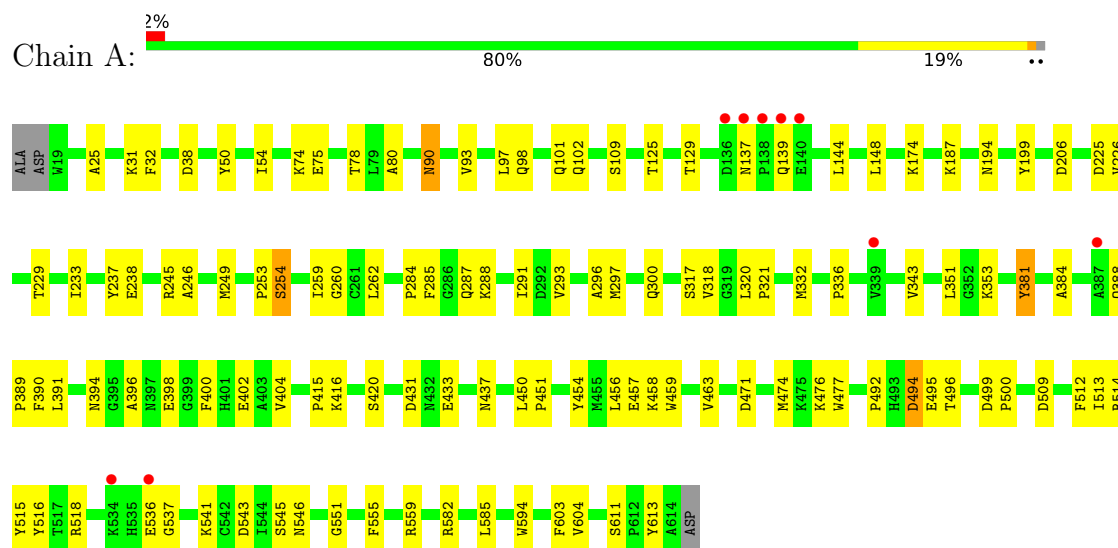 2%
Chain A:
80% 19% ••
ALA ASP W19 A25 K31 F32 D38 Y50 I54 K74 E75 T78 L79 A80 N90 V93 L97 Q98 Q101 Q102 S109 T125 T129 D136 N137 P138 Q139 E140 L144 L148 K174 K187 N194 Y199 D206 D225 V226
T229 I233 Y237 E238 R245 A246 M249 P253 S254 I259 G260 C261 L262 P284 F285 G286 Q287 K288 I291 D292 V293 A296 M297 Q300 S317 V318 G319 L320 P321 M332 P336 V339 V343 L351 G352 K353 Y381 A384 A387
P389 F390 L391 N394 G395 A396 N397 E398 G399 F400 H401 E402 A403 V404 P415 K416 S420 D431 N432 E433 N437 L450 P451 Y454 M455 L456 E457 K458 W459 V463 D471 M474 K475 K476 W477 P492 H493 D494 E495 T496 D499 P500 D509 F512 I513
Y515 Y516 T517 R518 K534 H535 E536 G537 K541 C542 D543 I544 S545 N546 G551 F555 R559 R582 L585 W594 F603 V604 S611 P612 Y613 A614 ASP